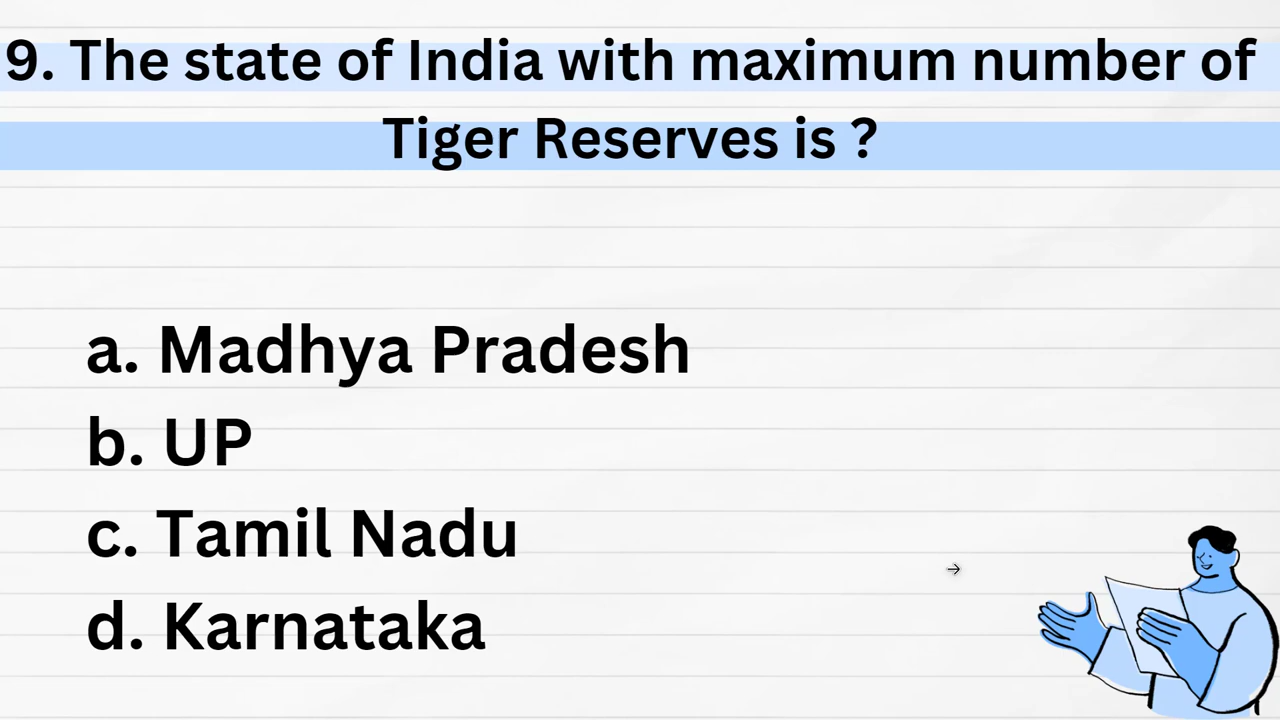 9. The state of India with maximum number of
Tiger Reserves is ?
a. Madhya Pradesh
b. UP
c. Tamil Nadu
d. Karnataka